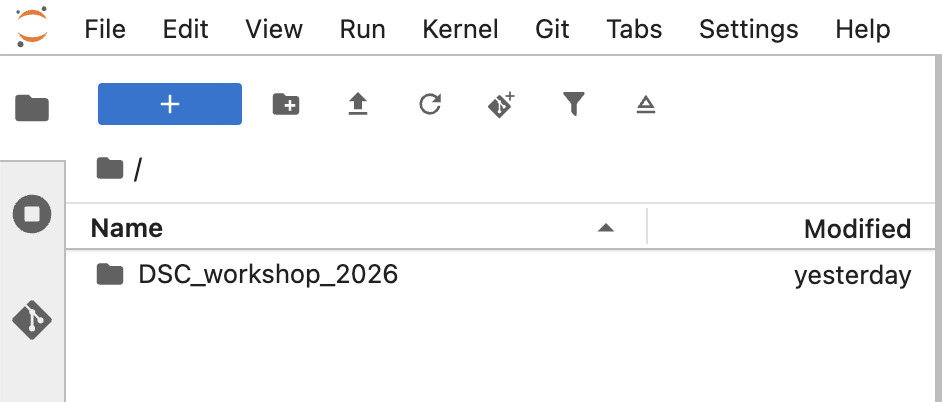 File Edit View Run Kernel Git Tabs Settings Help
/
Name Modified
DSC_workshop_2026 yesterday